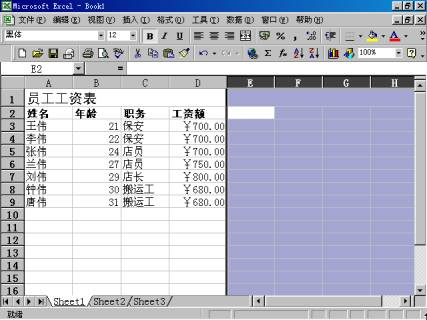 Microsoft Excel - Book1
文件(F) 编辑(E) 视图(V) 插入(I) 格式(O) 工具(T) 数据(D) 窗口(W) 帮助(H)
黑体 12 B I U % ,
Σ 100%
E2 =
A B C D E F G H
1 员工工资表
2 姓名 年龄 职务 工资额
3 王伟 21 保安 ￥700.00
4 李伟 22 保安 ￥700.00
5 张伟 24 店员 ￥700.00
6 兰伟 27 店员 ￥750.00
7 刘伟 29 店长 ￥800.00
8 钟伟 30 搬运工 ￥680.00
9 唐伟 31 搬运工 ￥680.00
10
11
12
13
14
15
16
Sheet1 Sheet2 Sheet3
就绪